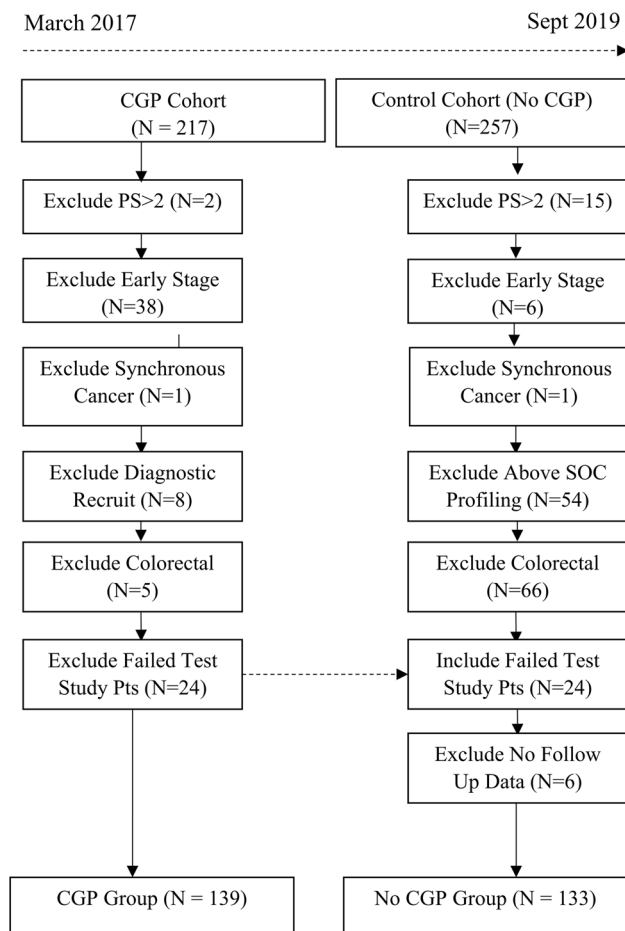 March 2017
Sept 2019
CGP Cohort
(N = 217)
Control Cohort (No CGP)
(N=257)
Exclude PS>2 (N=2)
Exclude PS>2 (N=15)
Exclude Early Stage
(N=38)
Exclude Early Stage
(N=6)
Exclude Synchronous
Cancer (N=1)
Exclude Synchronous
Cancer (N=1)
Exclude Diagnostic
Recruit (N=8)
Exclude Above SOC
Profiling (N=54)
Exclude Colorectal
(N=5)
Exclude Colorectal
(N=66)
Exclude Failed Test
Study Pts (N=24)
Include Failed Test
Study Pts (N=24)
Exclude No Follow
Up Data (N=6)
CGP Group (N = 139)
No CGP Group (N = 133)